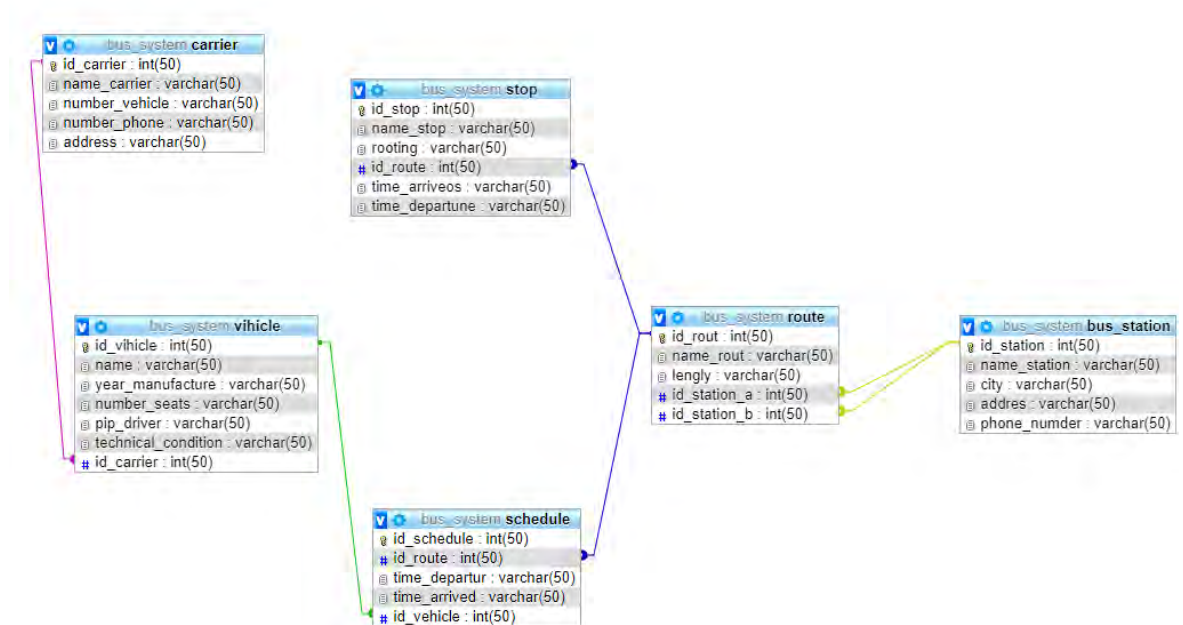 bus_system carrier
id_carrier : int(50)
name_carrier : varchar(50)
number_vehicle : varchar(50)
number_phone : varchar(50)
address : varchar(50)
bus_system stop
id_stop : int(50)
name_stop : varchar(50)
rooting : varchar(50)
id_route : int(50)
time_arriveos : varchar(50)
time_departune : varchar(50)
bus_system vihicle
id_vihicle : int(50)
name : varchar(50)
year_manufacture : varchar(50)
number_seats : varchar(50)
pip_driver : varchar(50)
technical_condition : varchar(50)
id_carrier : int(50)
bus_system route
id_rout : int(50)
name_rout : varchar(50)
lengly : varchar(50)
id_station_a : int(50)
id_station_b : int(50)
bus_system bus_station
id_station : int(50)
name_station : varchar(50)
city : varchar(50)
addres : varchar(50)
phone_numder : varchar(50)
bus_system schedule
id_schedule : int(50)
id_route : int(50)
time_departur : varchar(50)
time_arrived : varchar(50)
id_vehicle : int(50)